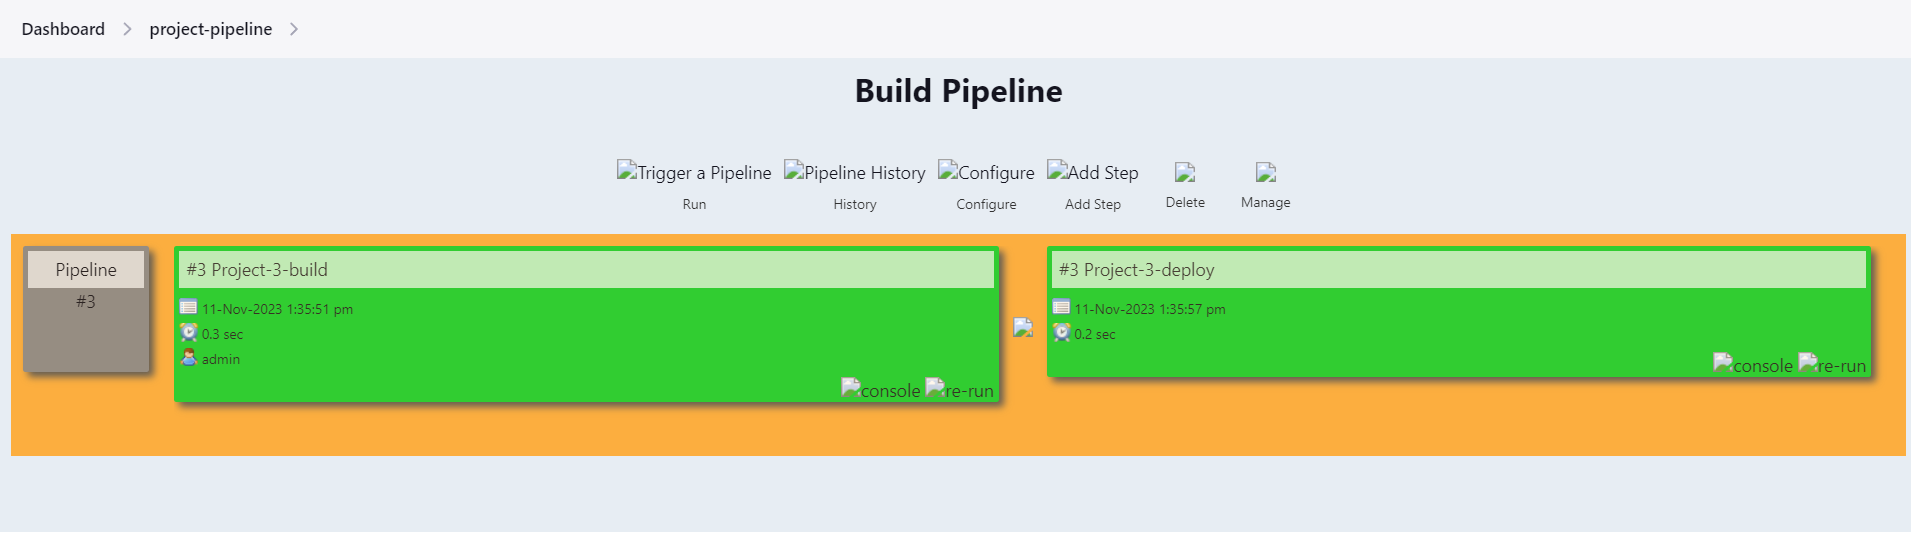 Dashboard project-pipeline
Build Pipeline
Trigger a Pipeline Pipeline History Configure Add Step
Run History Configure Add Step Delete Manage
Pipeline
#3
#3 Project-3-build
11-Nov-2023 1:35:51 pm
0.3 sec
admin
console re-run
#3 Project-3-deploy
11-Nov-2023 1:35:57 pm
0.2 sec
console re-run